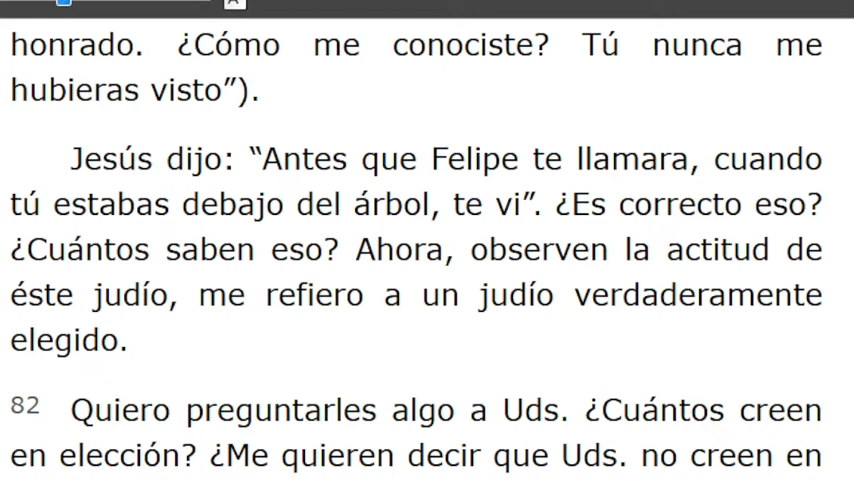 honrado. ¿Cómo me conociste? Tú nunca me
hubieras visto”).
Jesús dijo: “Antes que Felipe te llamara, cuando
tú estabas debajo del árbol, te vi”. ¿Es correcto eso?
¿Cuántos saben eso? Ahora, observen la actitud de
éste judío, me refiero a un judío verdaderamente
elegido.
82 Quiero preguntarles algo a Uds. ¿Cuántos creen
en elección? ¿Me quieren decir que Uds. no creen en